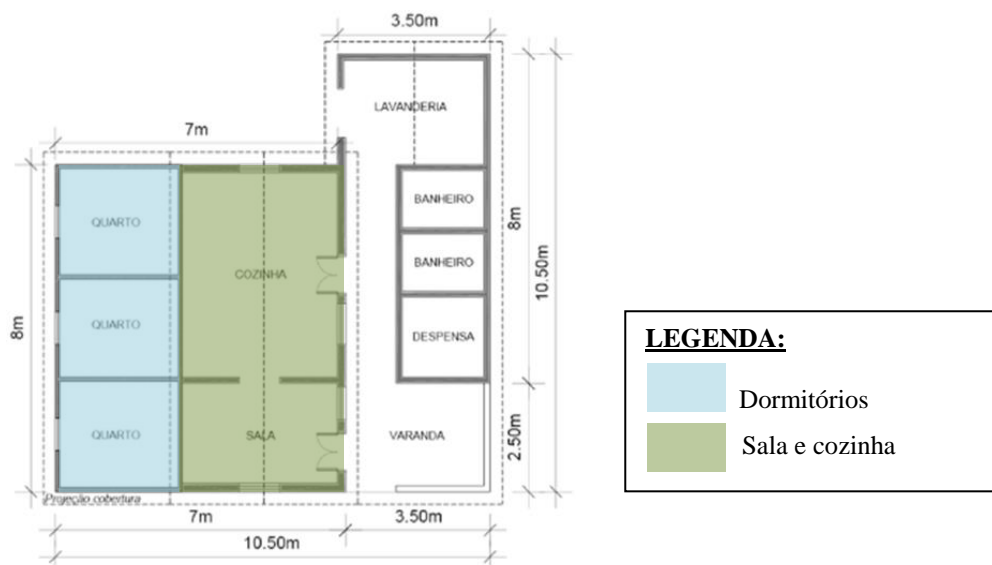 3.50m
7m
LAVANDERIA
QUARTO
BANHEIRO
8m
COZINHA
BANHEIRO
10.50m
8m
QUARTO
DESPENSA
QUARTO
SALA
VARANDA
2.50m
Projeção cobertura
7m
3.50m
10.50m
LEGENDA:
Dormitórios
Sala e cozinha